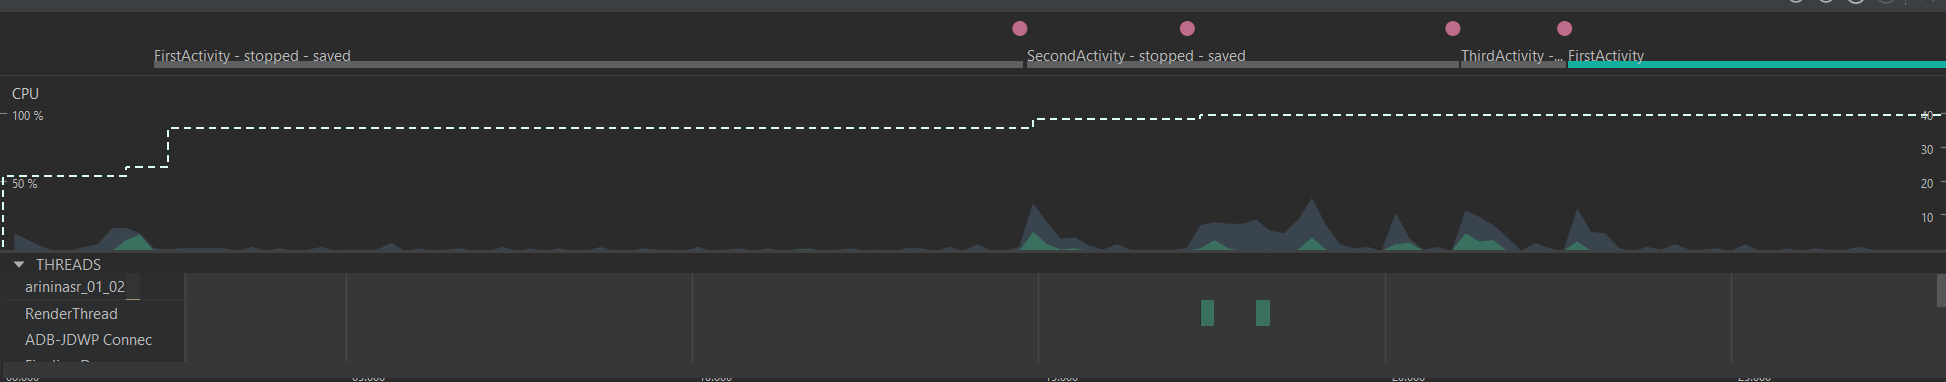 FirstActivity - stopped - saved
SecondActivity - stopped - saved
ThirdActivity -...
FirstActivity
CPU
100 %
40
30
50 %
20
10
THREADS
arininasr_01_02
RenderThread
ADB-JDWP Connec